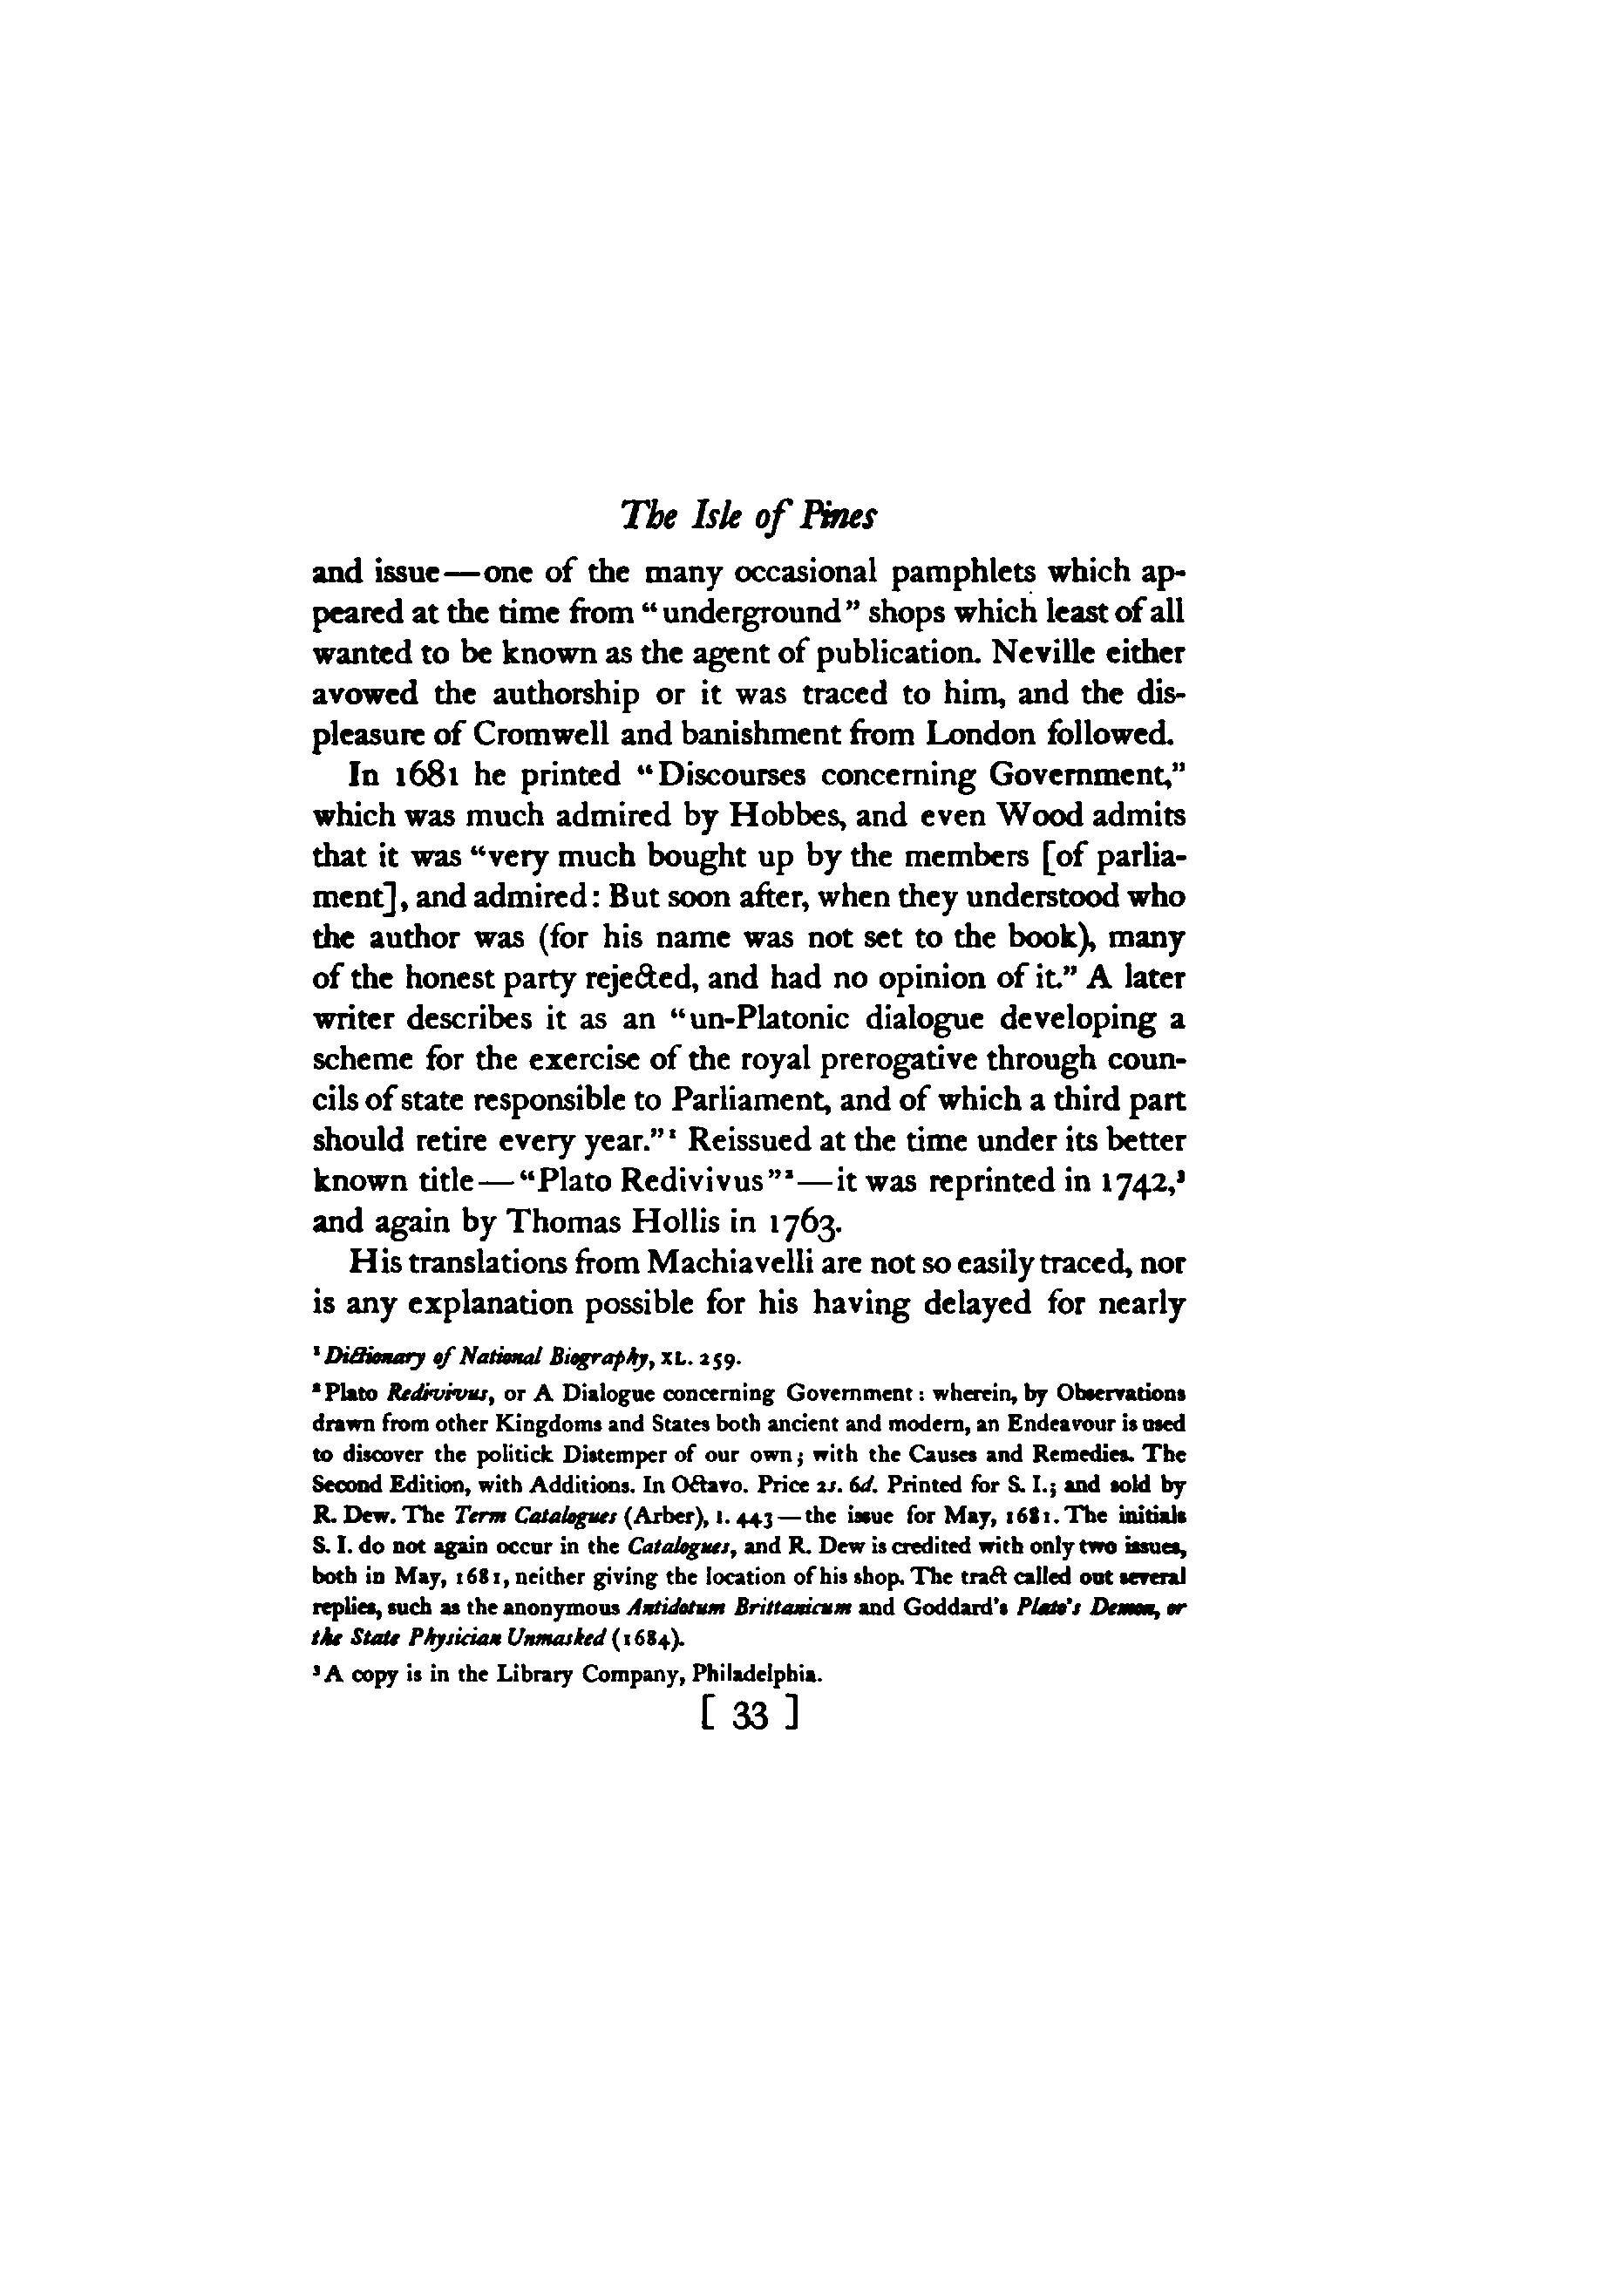 The Isle of Pines
and issue—one of the many occasional pamphlets which ap-
peared at the time from “underground” shops which least of all
wanted to be known as the agent of publication. Neville either
avowed the authorship or it was traced to him, and the dis-
pleasure of Cromwell and banishment from London followed.
In 1681 he printed “Discourses concerning Government,”
which was much admired by Hobbes, and even Wood admits
that it was “very much bought up by the members [of parlia-
ment], and admired: But soon after, when they understood who
the author was (for his name was not set to the book), many
of the honest party rejected, and had no opinion of it.” A later
writer describes it as an “un-Platonic dialogue developing a
scheme for the exercise of the royal prerogative through coun-
cils of state responsible to Parliament, and of which a third part
should retire every year.”¹ Reissued at the time under its better
known title—“Plato Redivivus”²—it was reprinted in 1742,³
and again by Thomas Hollis in 1763.
His translations from Machiavelli are not so easily traced, nor
is any explanation possible for his having delayed for nearly
¹ Dictionary of National Biography, XL. 259.
² Plato Redivivus, or A Dialogue concerning Government: wherein, by Observations
drawn from other Kingdoms and States both ancient and modern, an Endeavour is used
to discover the politick Distemper of our own; with the Causes and Remedies. The
Second Edition, with Additions. In Octavo. Price 2s. 6d. Printed for S. I.; and sold by
R. Dew. The Term Catalogues (Arber), I. 443—the issue for May, 1681. The initials
S. I. do not again occur in the Catalogues, and R. Dew is credited with only two issues,
both in May, 1681, neither giving the location of his shop. The tract called out several
replies, such as the anonymous Antidotum Brittanicum and Goddard's Plato's Demon, or
the State Physician Unmasked (1684).
³ A copy is in the Library Company, Philadelphia.
[ 33 ]